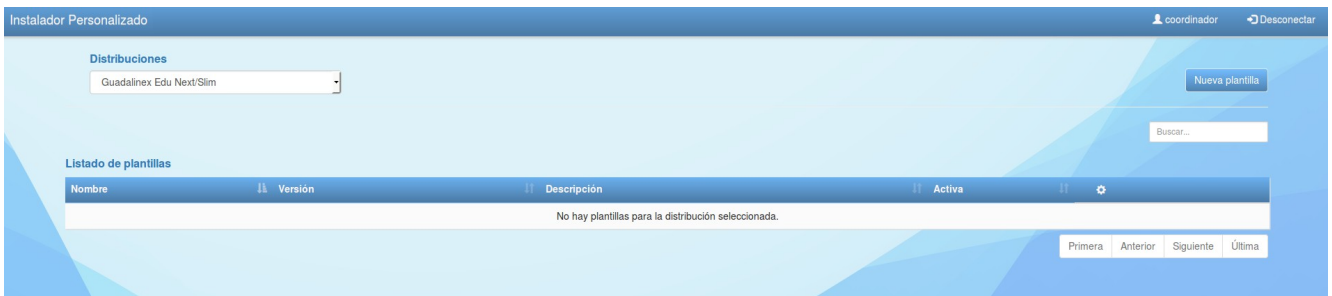 Instalador Personalizado coordinador Desconectar
Distribuciones
Guadalinex Edu Next/Slim
Nueva plantilla
Buscar...
Listado de plantillas
Nombre Versión Descripción Activa
No hay plantillas para la distribución seleccionada.
Primera Anterior Siguiente Última